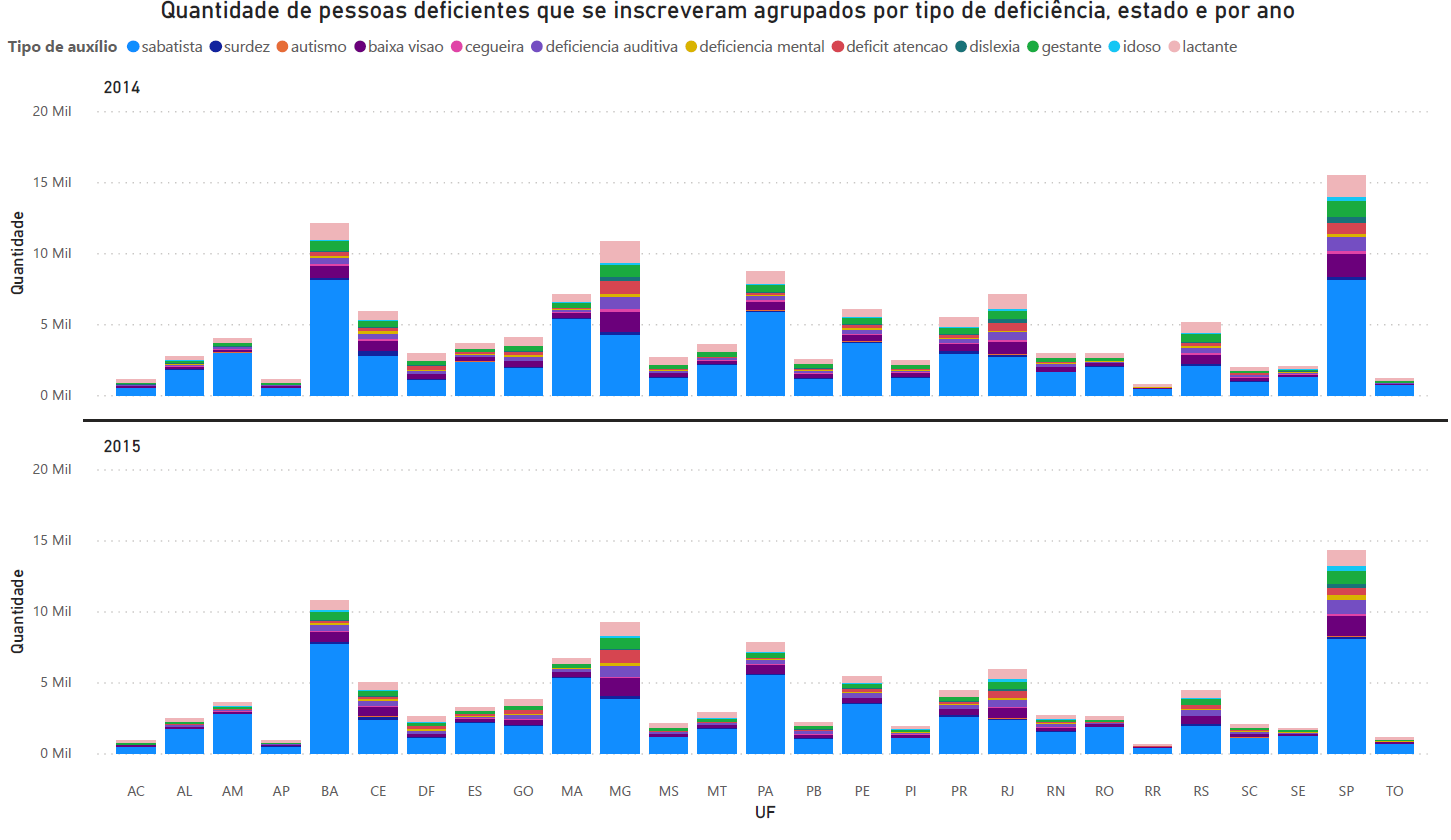 Quantidade de pessoas deficientes que se inscreveram agrupados por tipo de deficiência, estado e por ano
Tipo de auxílio sabatista surdez autismo baixa visao cegueira deficiencia auditiva deficiencia mental deficit atencao dislexia gestante idoso lactante
2014
20 Mil
15 Mil
10 Mil
5 Mil
0 Mil
Quantidade
2015
20 Mil
15 Mil
10 Mil
5 Mil
0 Mil
Quantidade
AC AL AM AP BA CE DF ES GO MA MG MS MT PA PB PE PI PR RJ RN RO RR RS SC SE SP TO
UF